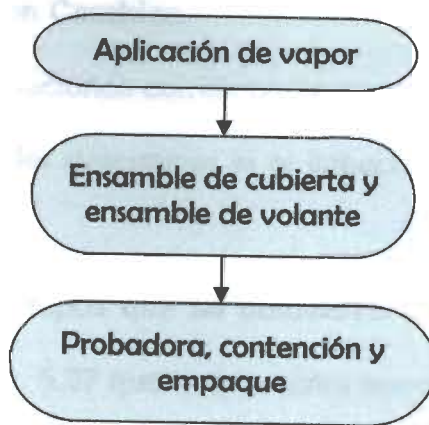 Aplicación de vapor
Ensamble de cubierta y
ensamble de volante
Probadora, contención y
empaque